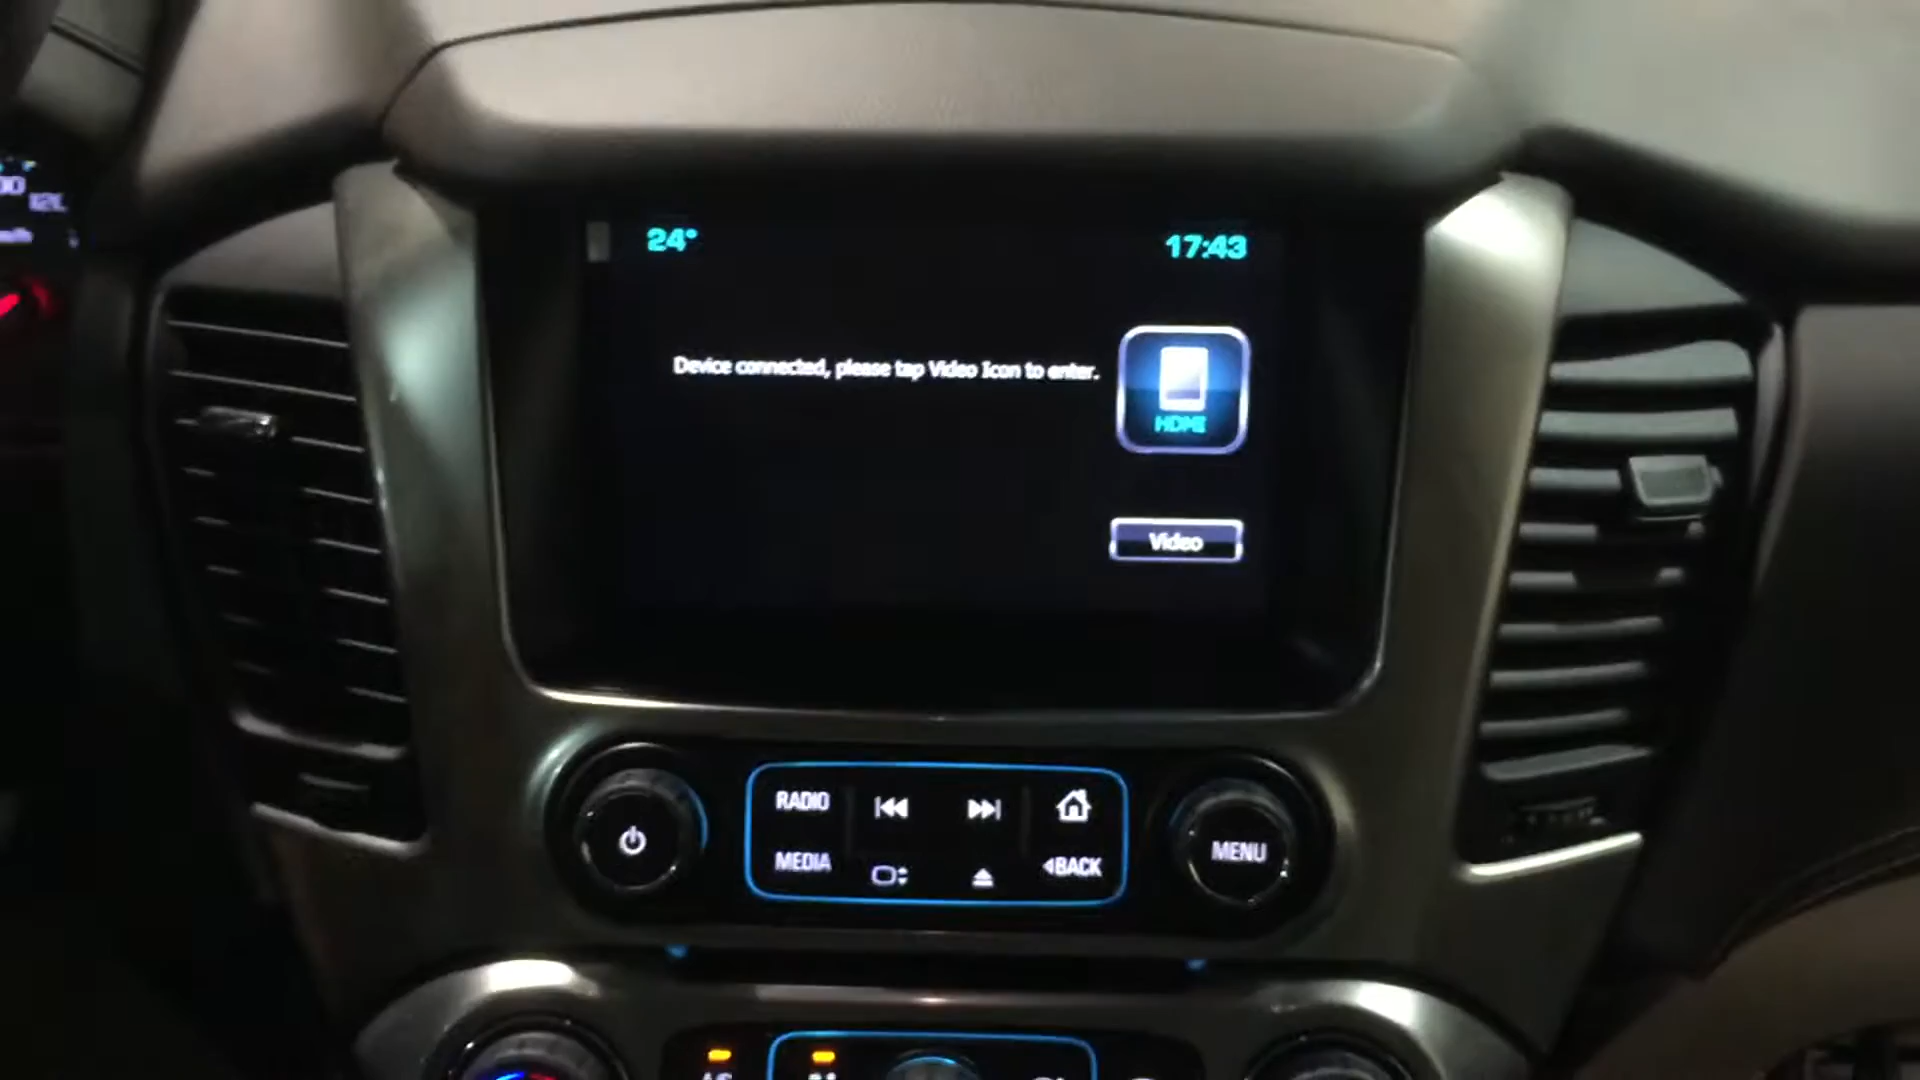 24°
17:43
Device connected, please tap Video Icon to enter.
HDMI
Video
RADIO
MEDIA
◄BACK
MENU